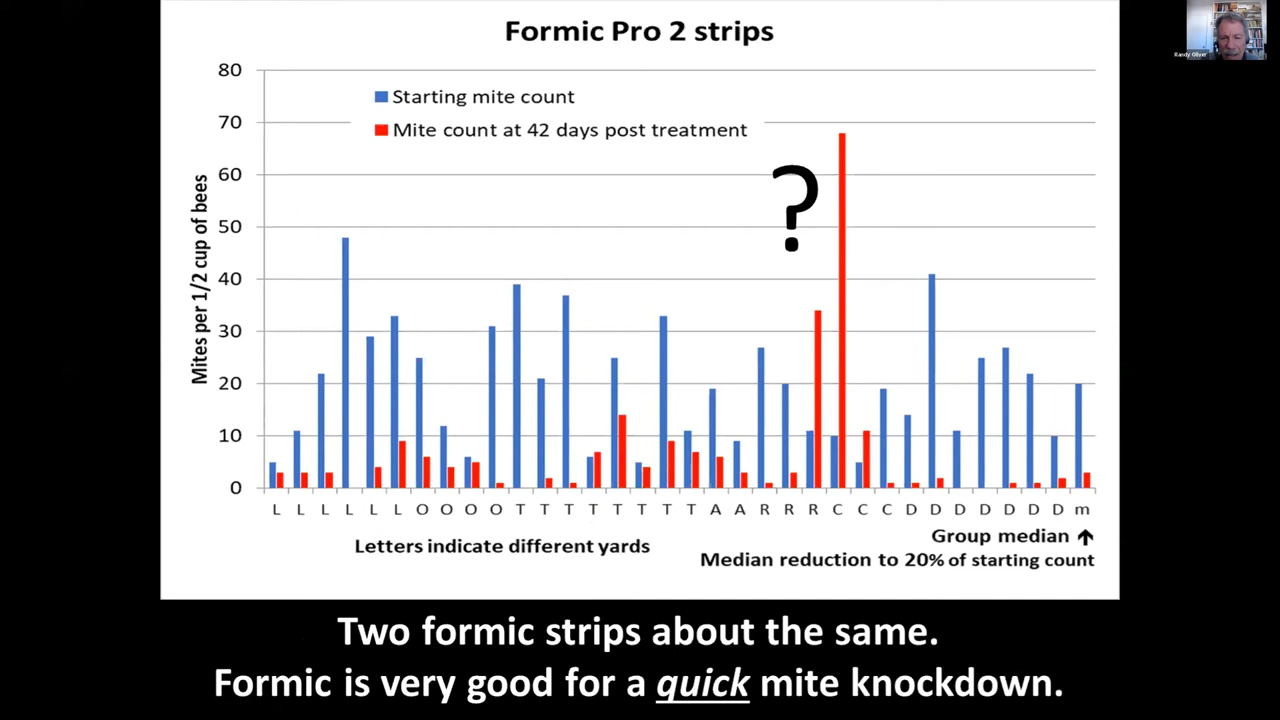 Formic Pro 2 strips
Randy Oliver
80
70
60
50
40
30
20
10
0
Mites per 1/2 cup of bees
Starting mite count
Mite count at 42 days post treatment
?
L L L L L L O O O O T T T T T T T T A A R R R C C C D D D D D D D m
Letters indicate different yards
Group median ↑
Median reduction to 20% of starting count
Two formic strips about the same.
Formic is very good for a quick mite knockdown.